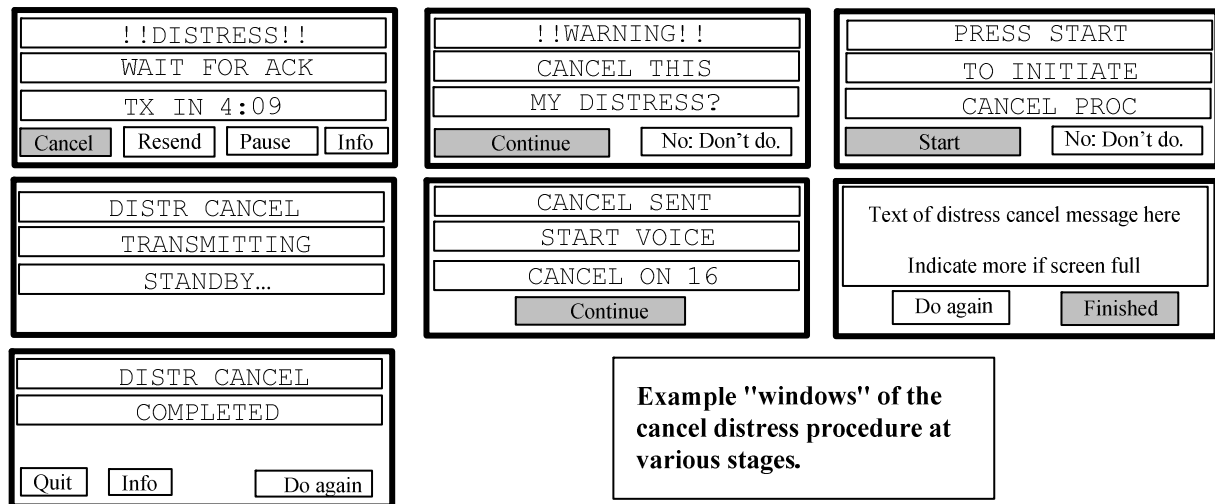 !!DISTRESS!!
WAIT FOR ACK
TX IN 4:09
Cancel Resend Pause Info
!!WARNING!!
CANCEL THIS
MY DISTRESS?
Continue No: Don't do.
PRESS START
TO INITIATE
CANCEL PROC
Start No: Don't do.
DISTR CANCEL
TRANSMITTING
STANDBY…
CANCEL SENT
START VOICE
CANCEL ON 16
Continue
Text of distress cancel message here
Indicate more if screen full
Do again Finished
DISTR CANCEL
COMPLETED
Quit Info Do again
Example "windows" of the
cancel distress procedure at
various stages.